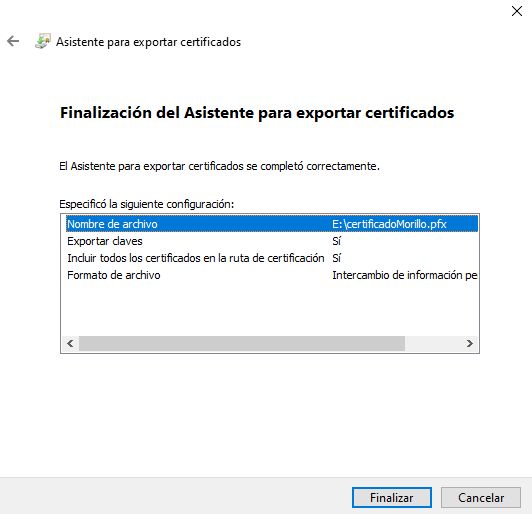 Asistente para exportar certificados
Finalización del Asistente para exportar certificados
El Asistente para exportar certificados se completó correctamente.
Especificó la siguiente configuración:
Nombre de archivo E:\certificadoMorillo.pfx
Exportar claves Sí
Incluir todos los certificados en la ruta de certificación Sí
Formato de archivo Intercambio de información pe
Finalizar Cancelar